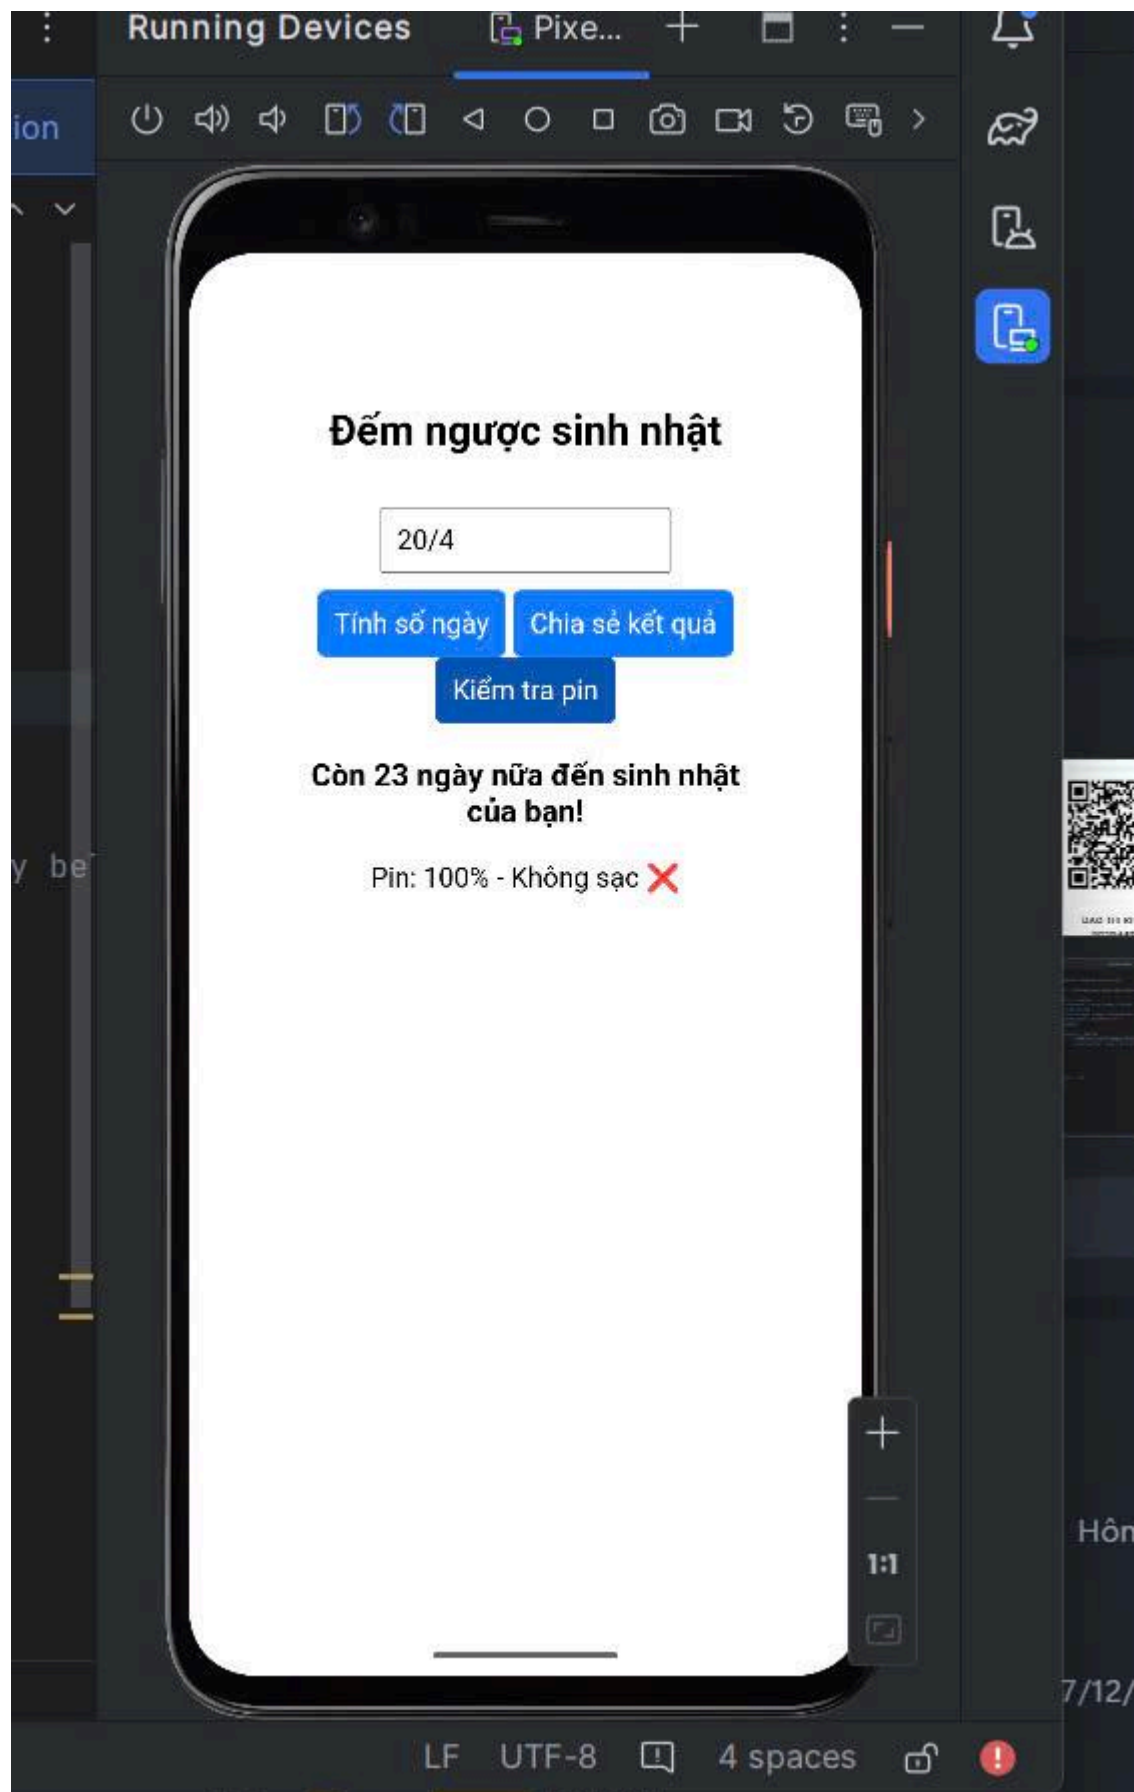 Running Devices
Pixe...
ion
Đếm ngược sinh nhật
20/4
Tính số ngày
Chia sẻ kết quả
Kiểm tra pin
Còn 23 ngày nữa đến sinh nhật
của bạn!
y be
Pin: 100% - Không sạc ❌
1:1
Hôn
7/12/
LF UTF-8 4 spaces